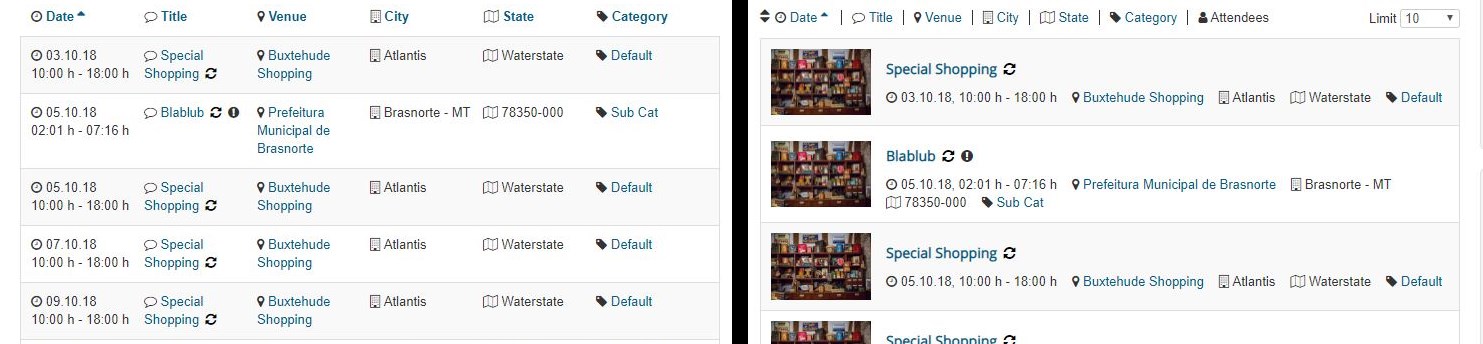 Date Title Venue City State Category
03.10.18 Special Buxtehude Atlantis Waterstate Default
10:00 h - 18:00 h Shopping Shopping
05.10.18 Blablub Prefeitura Brasnorte - MT 78350-000 Sub Cat
02:01 h - 07:16 h Municipal de
Brasnorte
05.10.18 Special Buxtehude Atlantis Waterstate Default
10:00 h - 18:00 h Shopping Shopping
07.10.18 Special Buxtehude Atlantis Waterstate Default
10:00 h - 18:00 h Shopping Shopping
09.10.18 Special Buxtehude Atlantis Waterstate Default
10:00 h - 18:00 h Shopping Shopping
Date | Title | Venue | City | State | Category | Attendees Limit 10
Special Shopping
03.10.18, 10:00 h - 18:00 h Buxtehude Shopping Atlantis Waterstate Default
Blablub
05.10.18, 02:01 h - 07:16 h Prefeitura Municipal de Brasnorte Brasnorte - MT
78350-000 Sub Cat
Special Shopping
05.10.18, 10:00 h - 18:00 h Buxtehude Shopping Atlantis Waterstate Default
Special Shopping